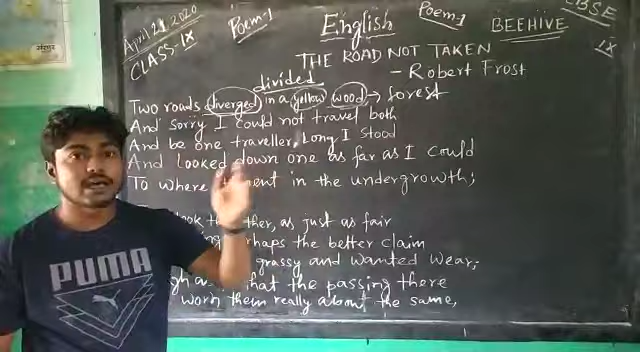 April 21, 2020
CLASS-IX
Poem-1
English
Poem-1
BEEHIVE
CBSE
IX
THE ROAD NOT TAKEN
- Robert Frost
divided
Two roads diverged in a yellow wood, → forest
And sorry I could not travel both
And be one traveller, long I stood
And looked down one as far as I could
To where it bent in the undergrowth;
the other, as just as fair
the better claim
grassy and wanted wear,
that the passing there
worn them really about the same,
PUMA